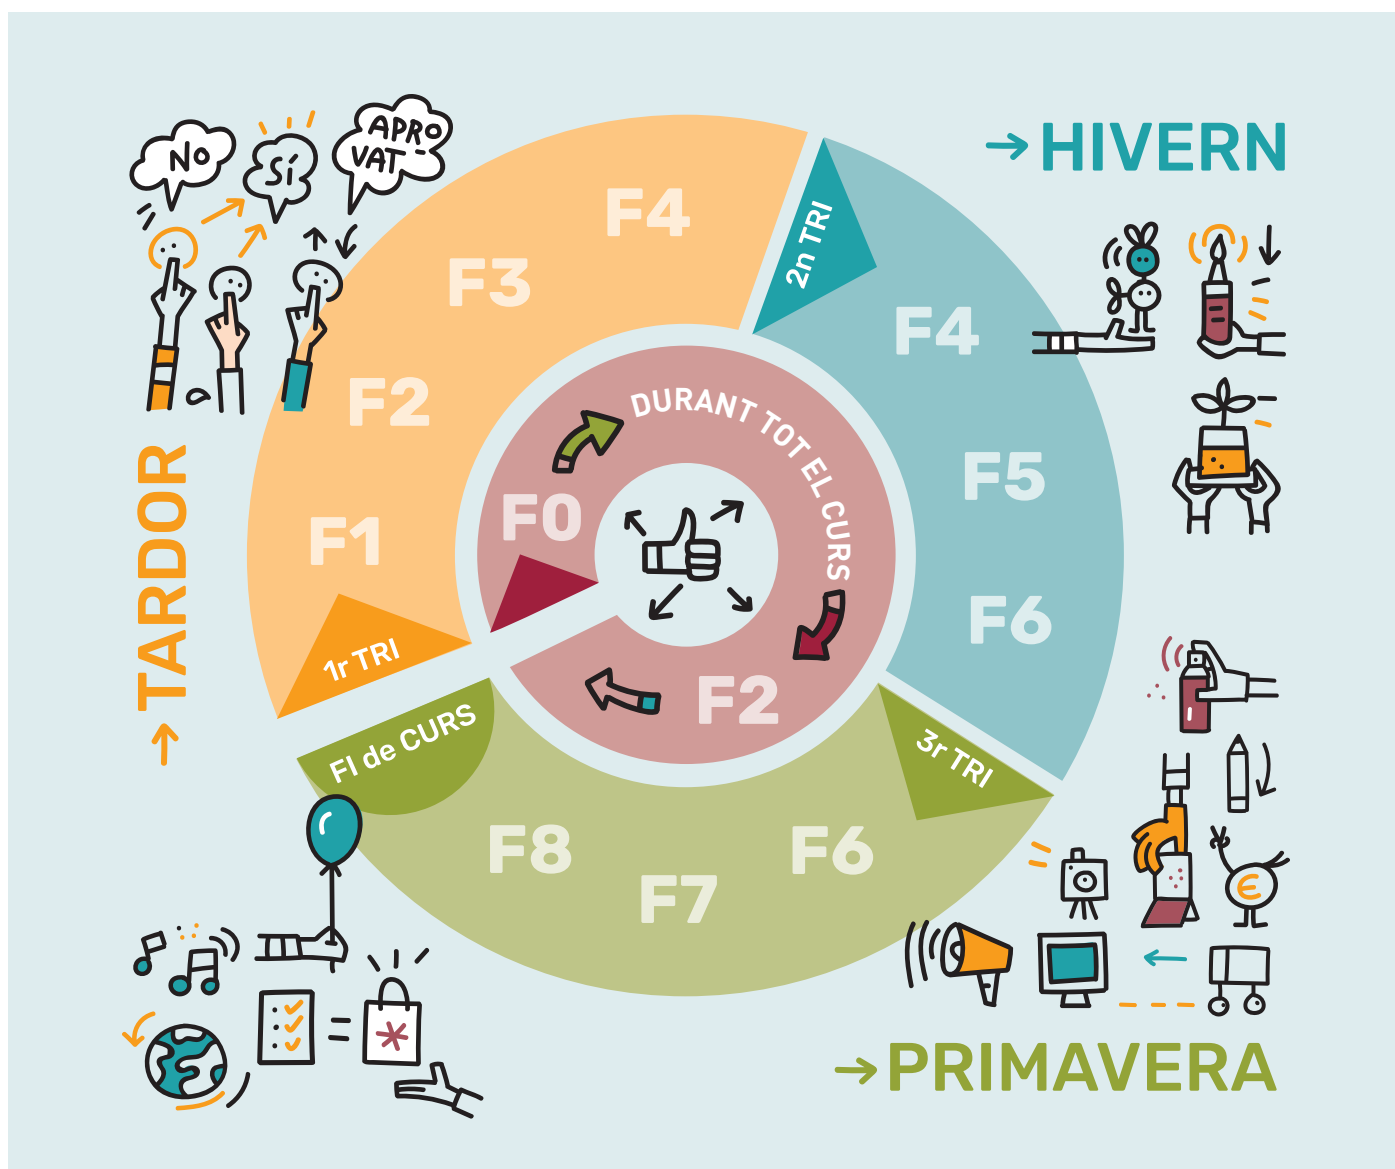 NO
SÍ
APRO
VAT
→ TARDOR
→ HIVERN
→ PRIMAVERA
1r TRI
F1
F2
F3
F4
2n TRI
F4
F5
F6
3r TRI
F6
F7
F8
FI de CURS
F0
DURANT TOT EL CURS
F2
€